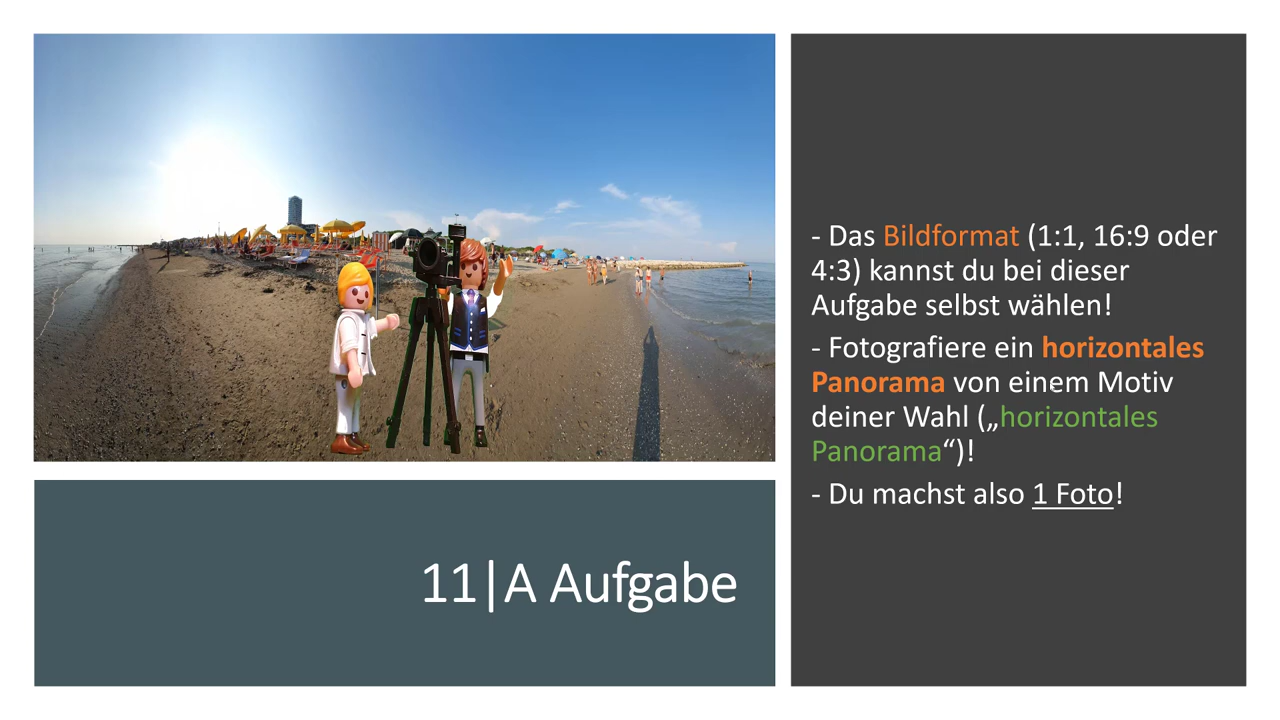 11|A Aufgabe
- Das Bildformat (1:1, 16:9 oder
4:3) kannst du bei dieser
Aufgabe selbst wählen!
- Fotografiere ein horizontales
Panorama von einem Motiv
deiner Wahl („horizontales
Panorama“)!
- Du machst also 1 Foto!